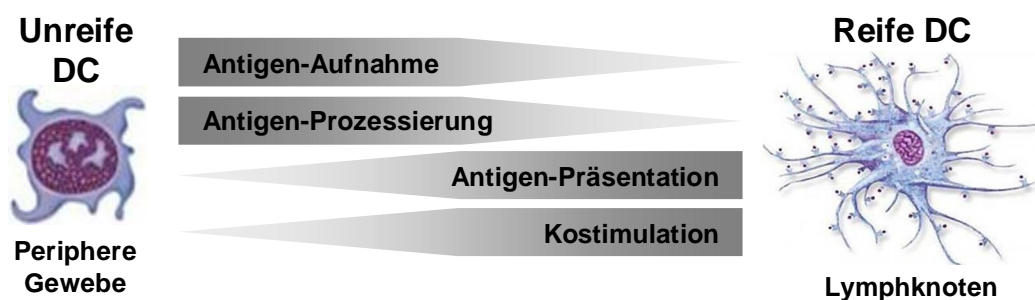 Unreife
DC
Reife DC
Antigen-Aufnahme
Antigen-Prozessierung
Antigen-Präsentation
Kostimulation
Periphere
Gewebe
Lymphknoten